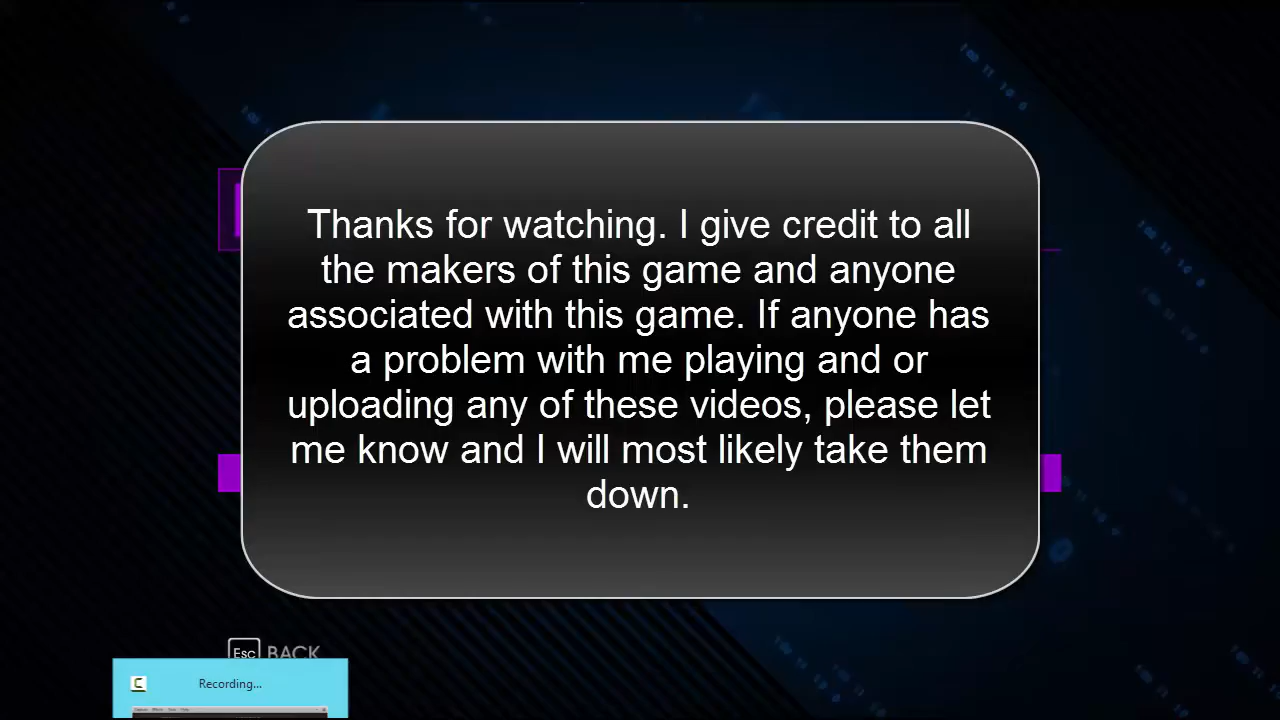 Thanks for watching. I give credit to all
the makers of this game and anyone
associated with this game. If anyone has
a problem with me playing and or
uploading any of these videos, please let
me know and I will most likely take them
down.
Esc BACK
Recording...